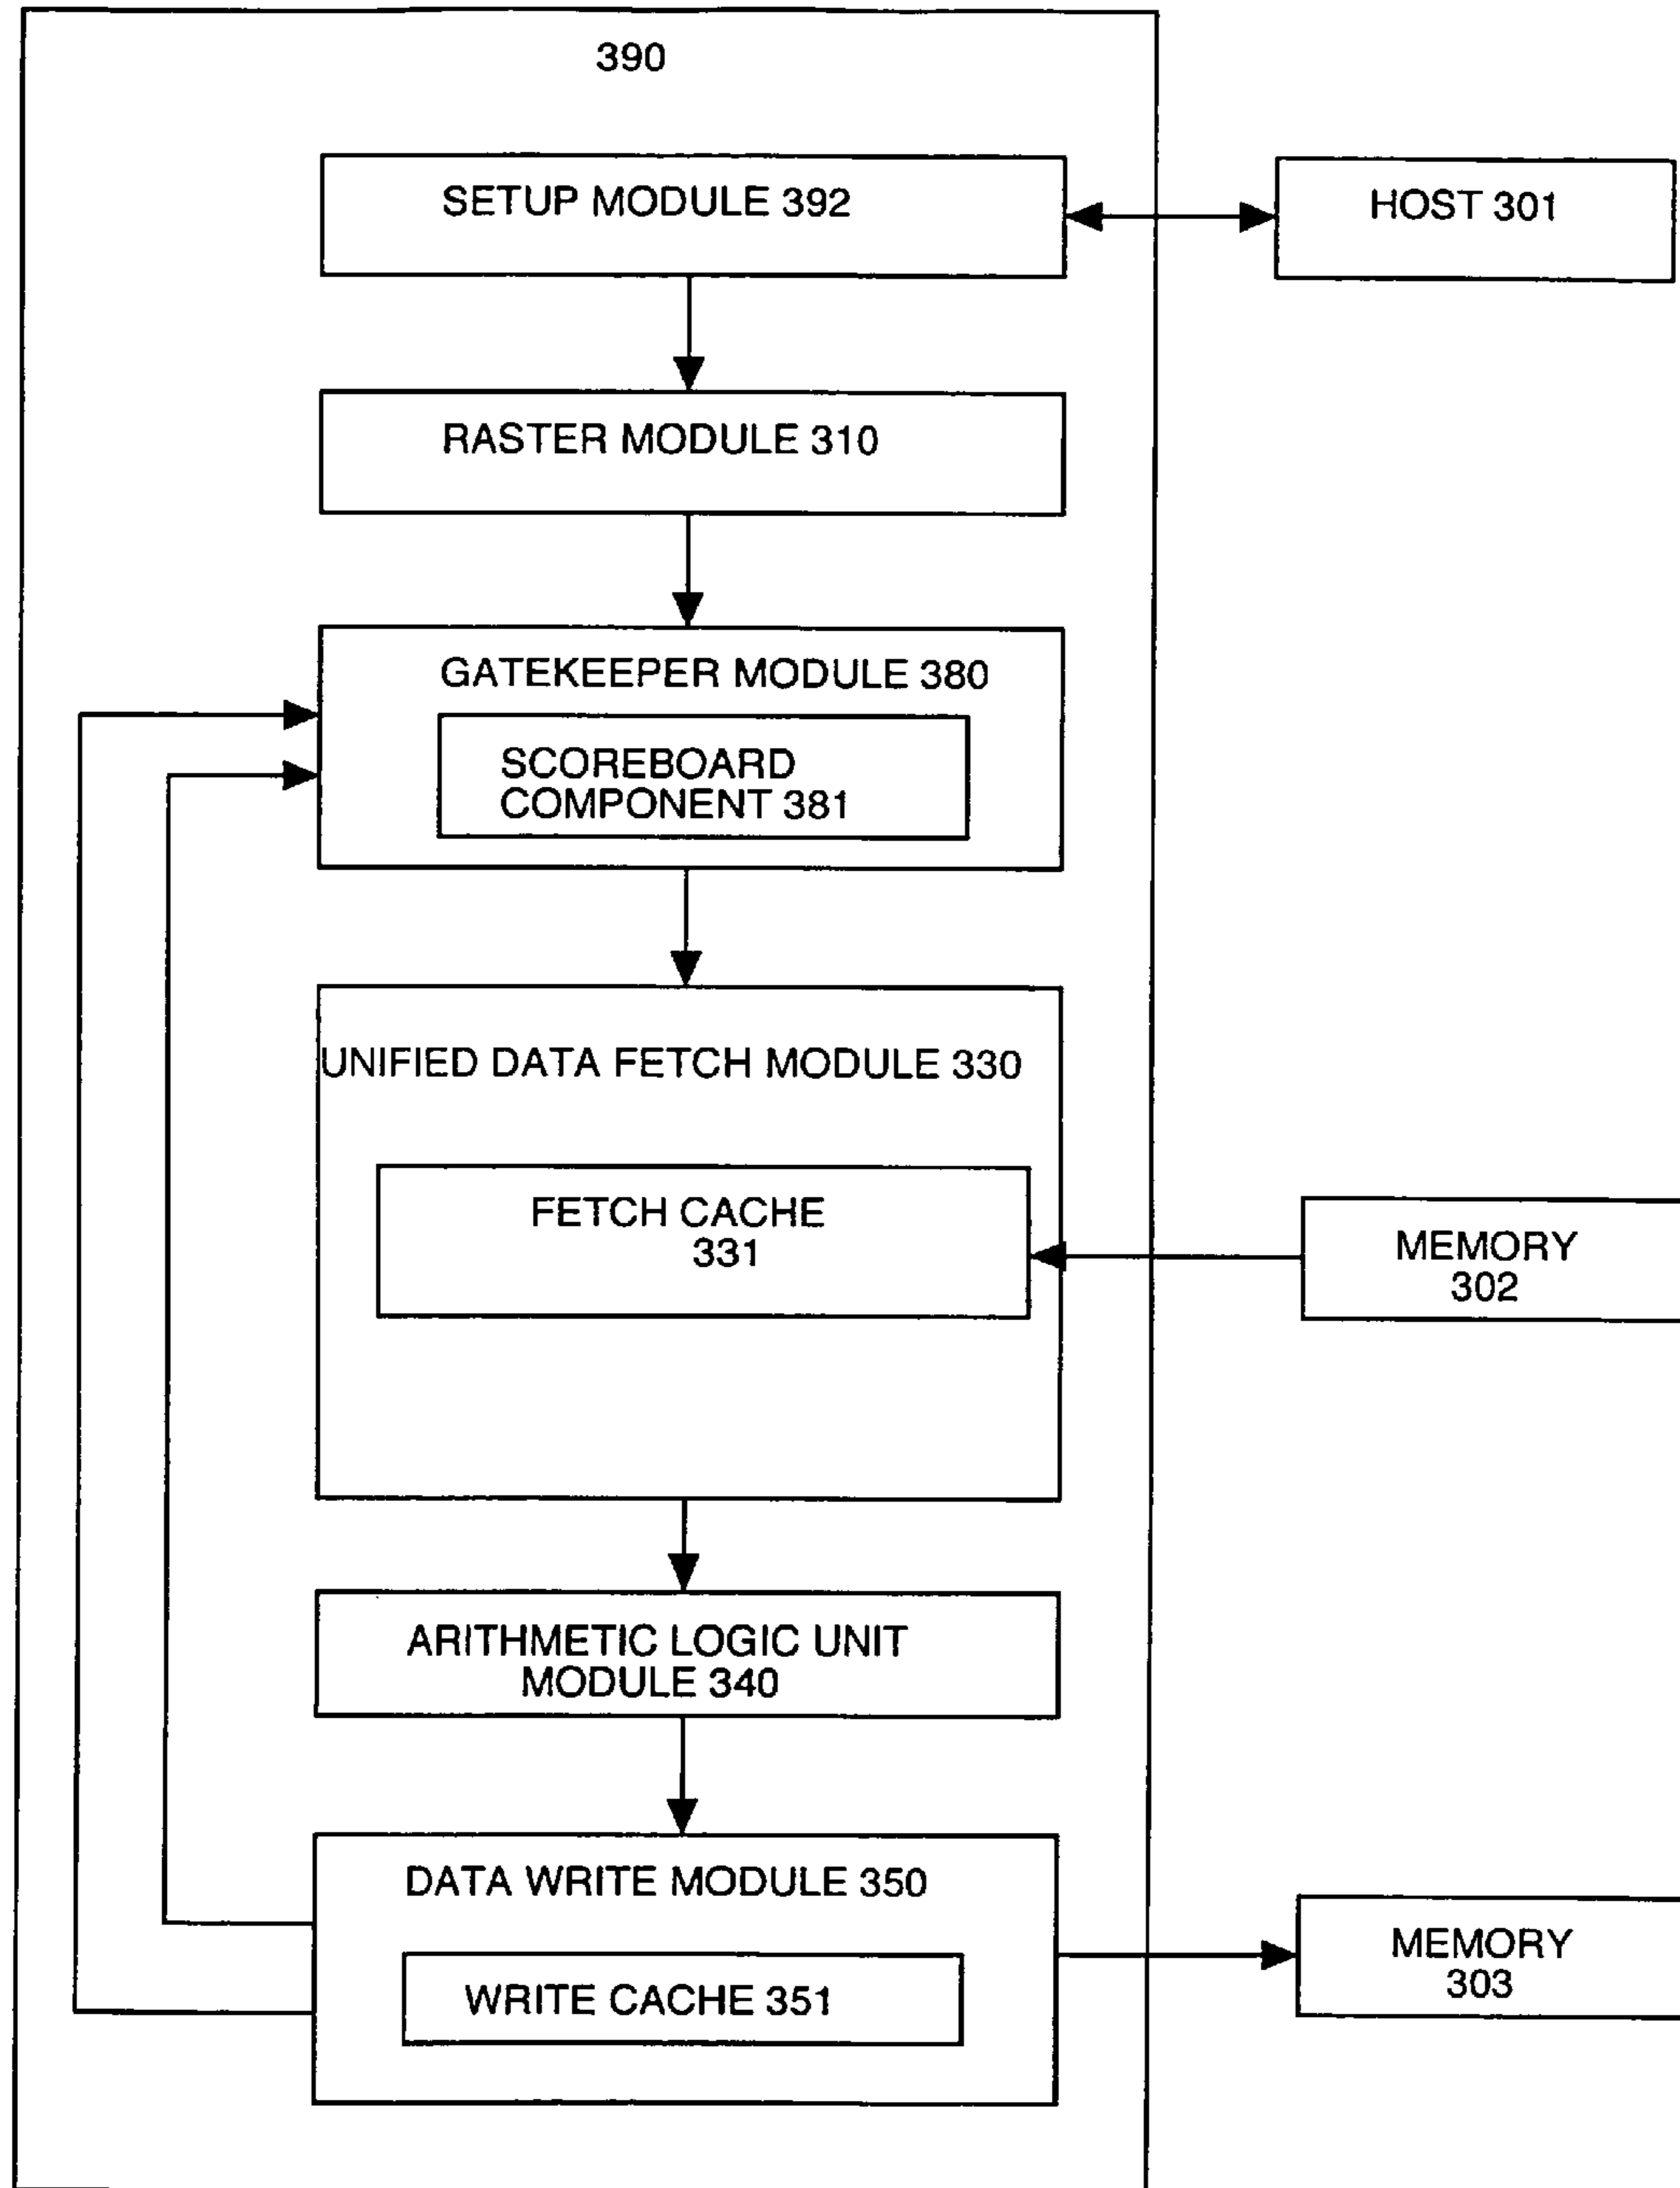 390
SETUP MODULE 392
HOST 301
RASTER MODULE 310
GATEKEEPER MODULE 380
SCOREBOARD
COMPONENT 381
UNIFIED DATA FETCH MODULE 330
FETCH CACHE
331
MEMORY
302
ARITHMETIC LOGIC UNIT
MODULE 340
DATA WRITE MODULE 350
WRITE CACHE 351
MEMORY
303